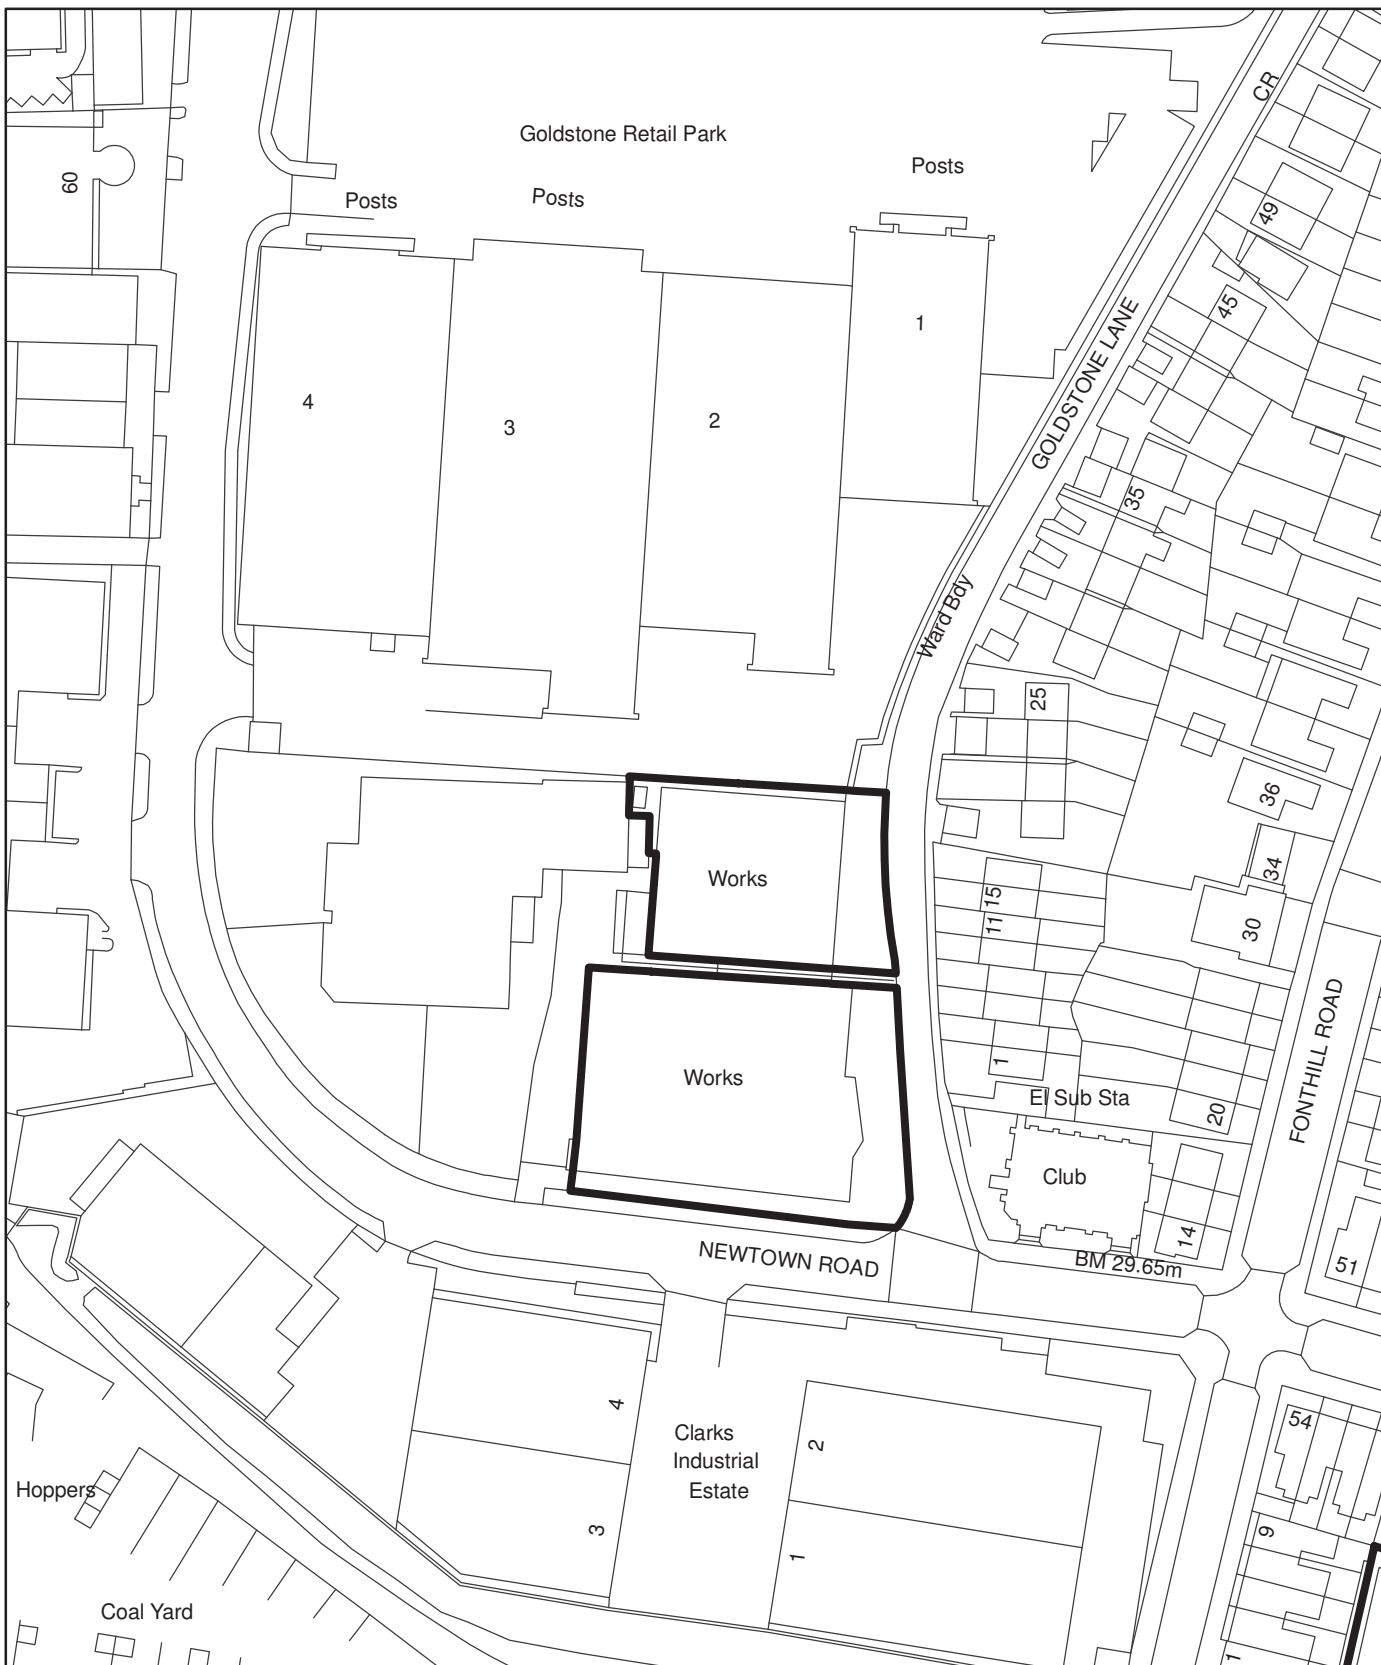 CR
Goldstone Retail Park
Posts
60
Posts
Posts
49
45
1
GOLDSTONE LANE
4
3
2
35
Ward Bdy
25
36
34
Works
15
11
30
FONTHILL ROAD
Works
1
El Sub Sta
20
Club
14
NEWTOWN ROAD
BM 29.65m
51
4
54
Clarks
Industrial
Estate
2
Hoppers
3
9
1
Coal Yard
1